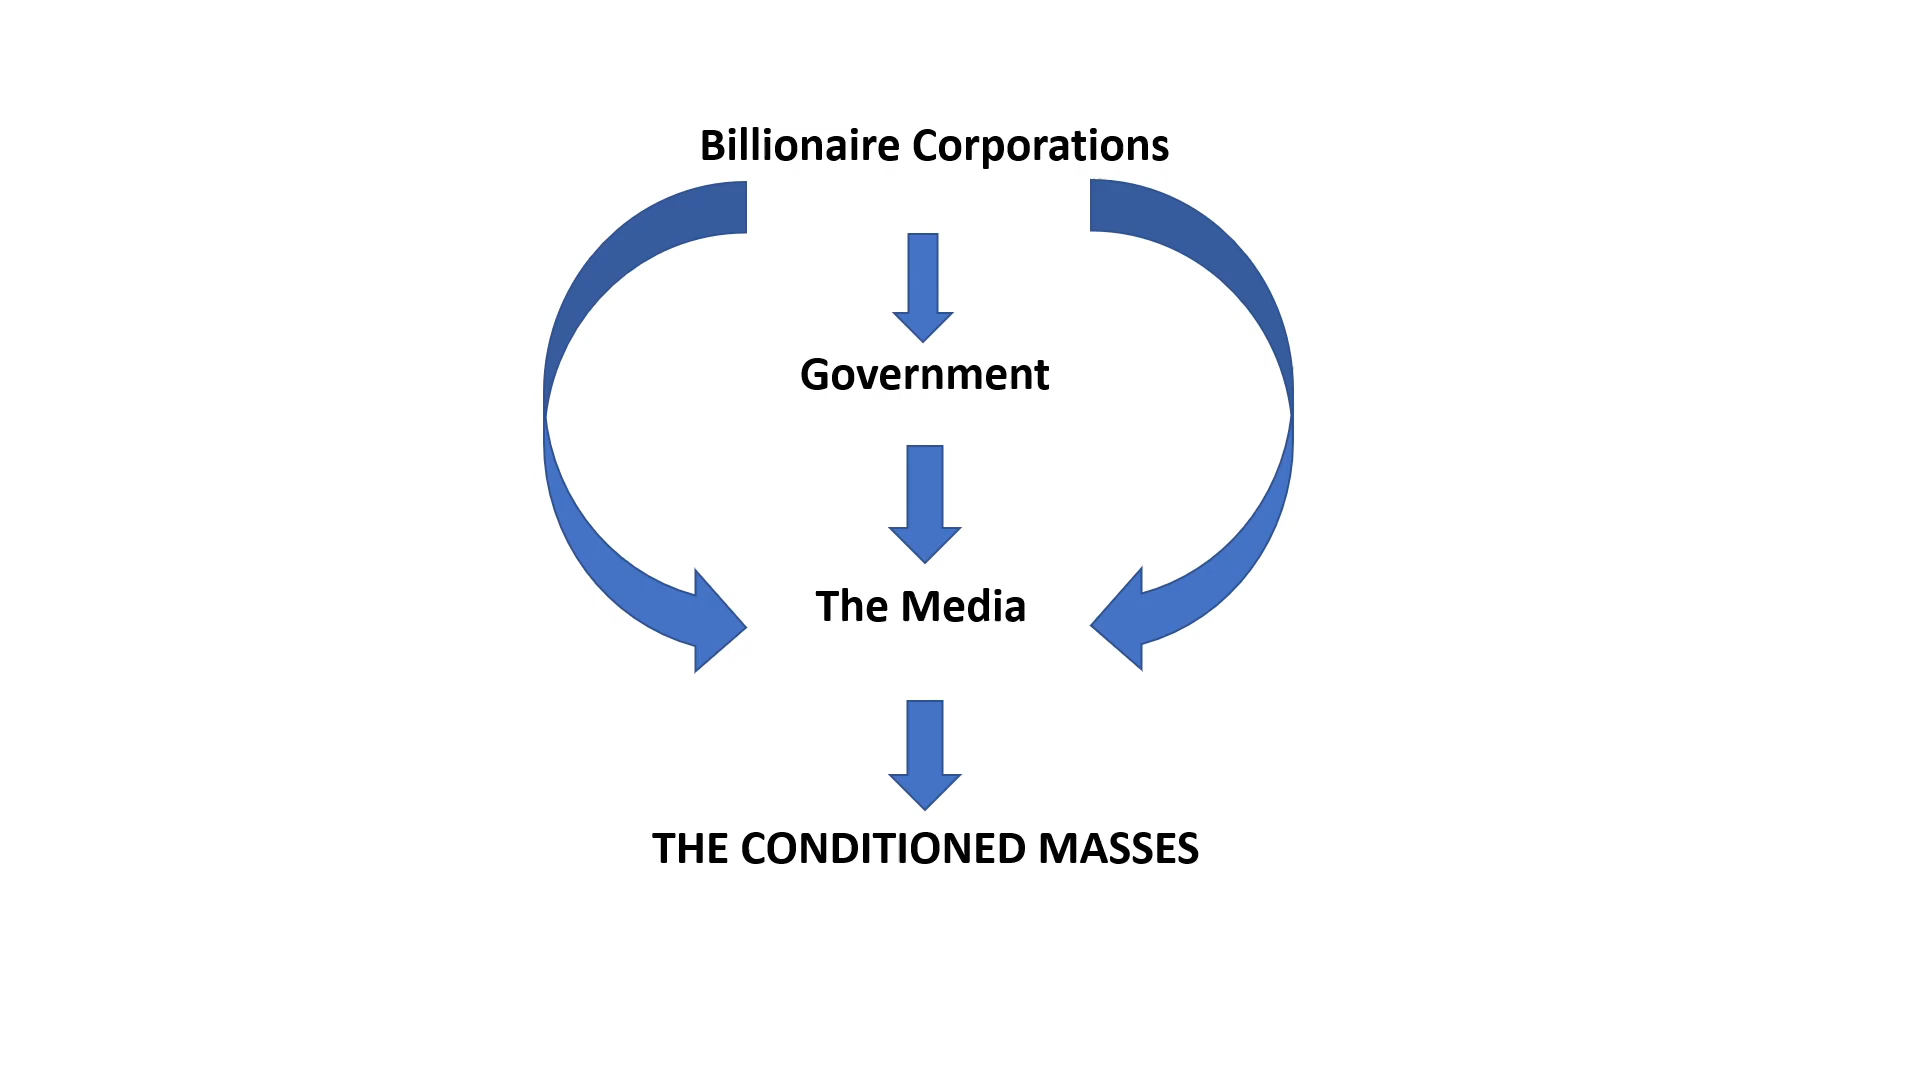 Billionaire Corporations
Government
The Media
THE CONDITIONED MASSES